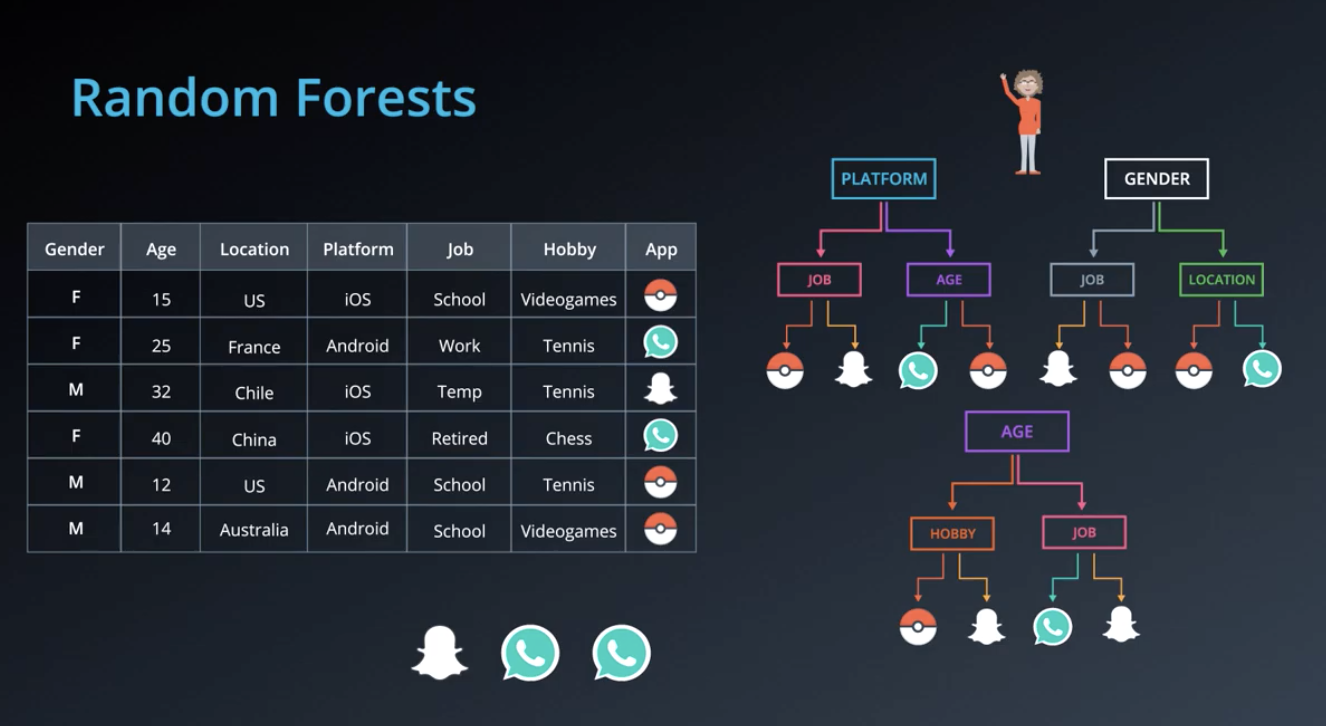 Random Forests
Gender Age Location Platform Job Hobby App
F 15 US iOS School Videogames
F 25 France Android Work Tennis
M 32 Chile iOS Temp Tennis
F 40 China iOS Retired Chess
M 12 US Android School Tennis
M 14 Australia Android School Videogames
PLATFORM GENDER
JOB AGE JOB LOCATION
AGE
HOBBY JOB